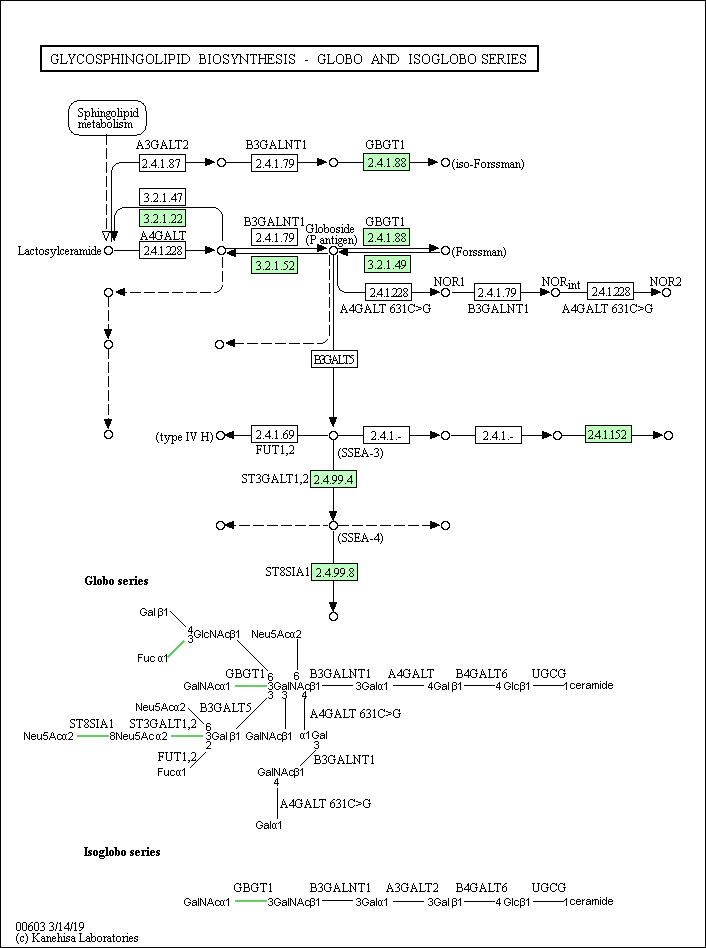 GLYCOSPHINGOLIPID BIOSYNTHESIS - GLOBO AND ISOGLOBO SERIES
Sphingolipid
metabolism
A3GALT2 B3GALNT1 GBGT1
2.4.1.87 2.4.1.79 2.4.1.88 (iso-Forssman)
3.2.1.47
3.2.1.22
B3GALNT1 Globoside GBGT1
A4GALT 2.4.1.79 (P antigen) 2.4.1.88
Lactosylceramide 2.4.1.228 (Forssman)
3.2.1.52 3.2.1.49
NOR1 NORint NOR2
2.4.1.228 2.4.1.79 2.4.1.228
A4GALT 631C>G B3GALNT1 A4GALT 631C>G
B3GALT5
(type IV H) 2.4.1.69 2.4.1.- 2.4.1.- 2.4.1.152
FUT1,2 (SSEA-3)
ST3GALT1,2 2.4.99.4
(SSEA-4)
ST8SIA1 2.4.99.8
Globo series
Galβ1
4 GlcNAcβ1 Neu5Acα2
3
Fucα1
GBGT1 6 6 B3GALNT1 A4GALT B4GALT6 UGCG
GalNAcα1 3GalNAcβ1 3Galα1 4Galβ1 4Glcβ1 1ceramide
3 3 4
Neu5Acα2 B3GALT5 A4GALT 631C>G
ST8SIA1 ST3GALT1,2 6
Neu5Acα2 8Neu5Acα2 3Galβ1 GalNAcβ1 α1Gal
2 3
FUT1,2 B3GALNT1
Fucα1 GalNAcβ1
4
A4GALT 631C>G
Galα1
Isoglobo series
GBGT1 B3GALNT1 A3GALT2 B4GALT6 UGCG
GalNAcα1 3GalNAcβ1 3Galα1 3Galβ1 4Glcβ1 1ceramide
00603 3/14/19
(c) Kanehisa Laboratories